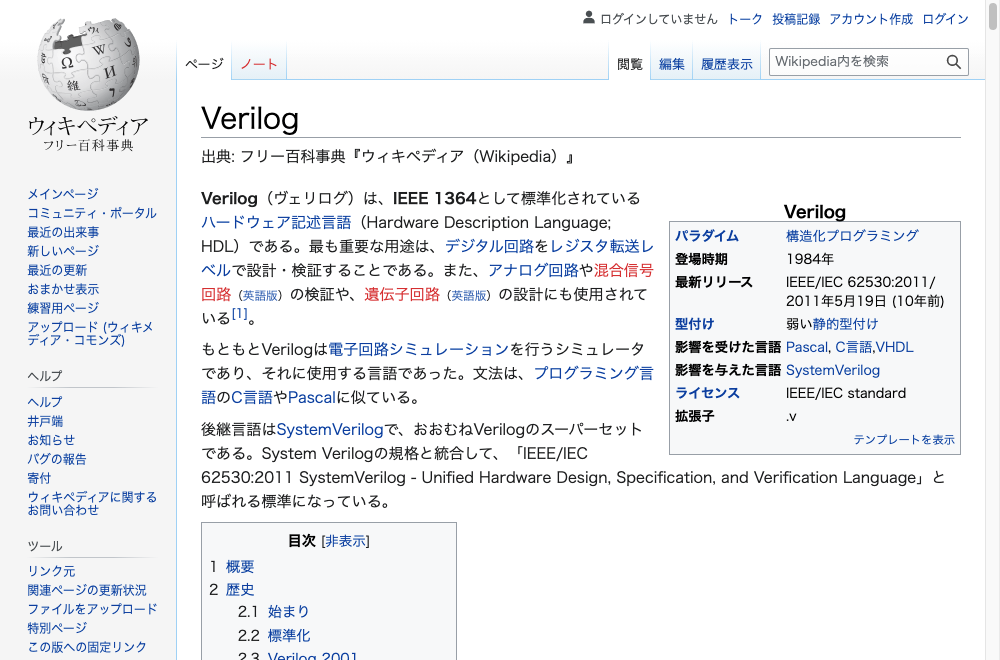 ログインしていません トーク 投稿記録 アカウント作成 ログイン
ページ ノート 閲覧 編集 履歴表示 Wikipedia内を検索
ウィキペディア
フリー百科事典
メインページ
コミュニティ・ポータル
最近の出来事
新しいページ
最近の更新
おまかせ表示
練習用ページ
アップロード (ウィキメ
ディア・コモンズ)
ヘルプ
ヘルプ
井戸端
お知らせ
バグの報告
寄付
ウィキペディアに関する
お問い合わせ
ツール
リンク元
関連ページの更新状況
ファイルをアップロード
特別ページ
この版への固定リンク
Verilog
出典: フリー百科事典『ウィキペディア（Wikipedia）』
Verilog（ヴェリログ）は、IEEE 1364として標準化されている
ハードウェア記述言語（Hardware Description Language;
HDL）である。最も重要な用途は、デジタル回路をレジスタ転送レ
ベルで設計・検証することである。また、アナログ回路や混合信号
回路（英語版）の検証や、遺伝子回路（英語版）の設計にも使用されて
いる[1]。
もともとVerilogは電子回路シミュレーションを行うシミュレータ
であり、それに使用する言語であった。文法は、プログラミング言
語のC言語やPascalに似ている。
後継言語はSystemVerilogで、おおむねVerilogのスーパーセット
である。System Verilogの規格と統合して、「IEEE/IEC
62530:2011 SystemVerilog - Unified Hardware Design, Specification, and Verification Language」と
呼ばれる標準になっている。
Verilog
パラダイム 構造化プログラミング
登場時期 1984年
最新リリース IEEE/IEC 62530:2011/
2011年5月19日 (10年前)
型付け 弱い静的型付け
影響を受けた言語 Pascal, C言語,VHDL
影響を与えた言語 SystemVerilog
ライセンス IEEE/IEC standard
拡張子 .v
テンプレートを表示
目次 [非表示]
1 概要
2 歴史
2.1 始まり
2.2 標準化
2.3 Verilog 2001